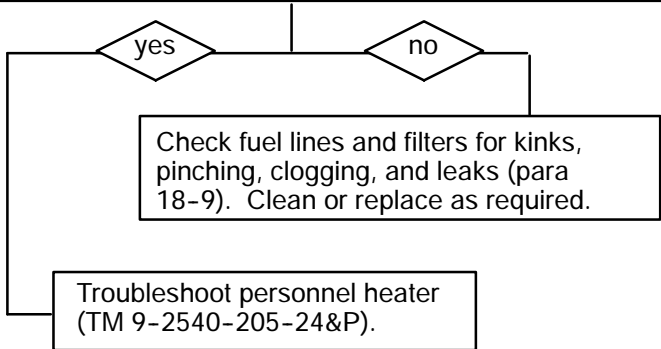 yes
no
Check fuel lines and filters for kinks,
pinching, clogging, and leaks (para
18-9).  Clean or replace as required.
Troubleshoot personnel heater
(TM 9-2540-205-24&P).